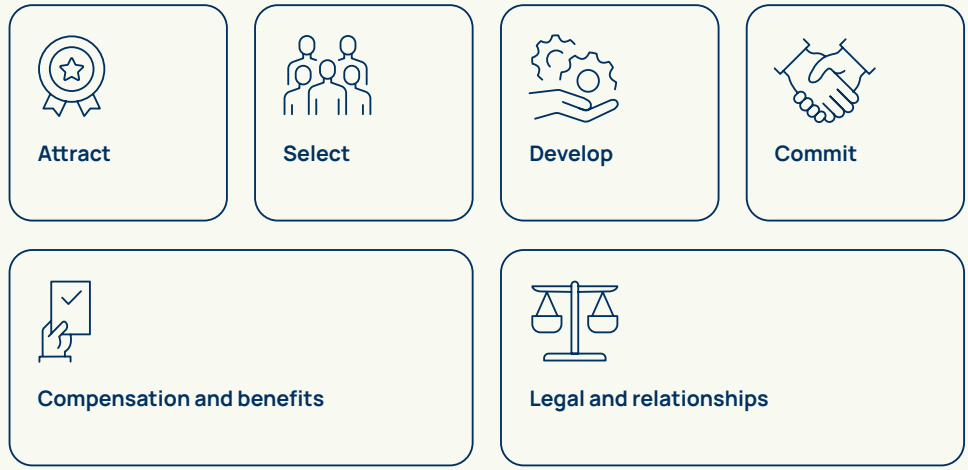 Attract
Select
Develop
Commit
Compensation and benefits
Legal and relationships